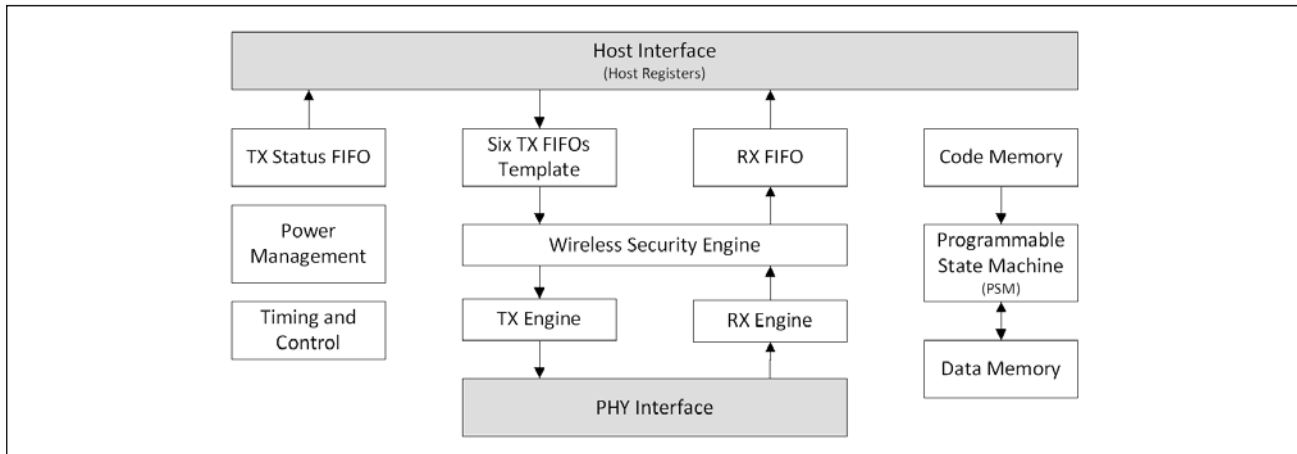 Host Interface
(Host Registers)
TX Status FIFO
Six TX FIFOs
Template
RX FIFO
Code Memory
Power
Management
Wireless Security Engine
Programmable
State Machine
(PSM)
Timing and
Control
TX Engine
RX Engine
Data Memory
PHY Interface